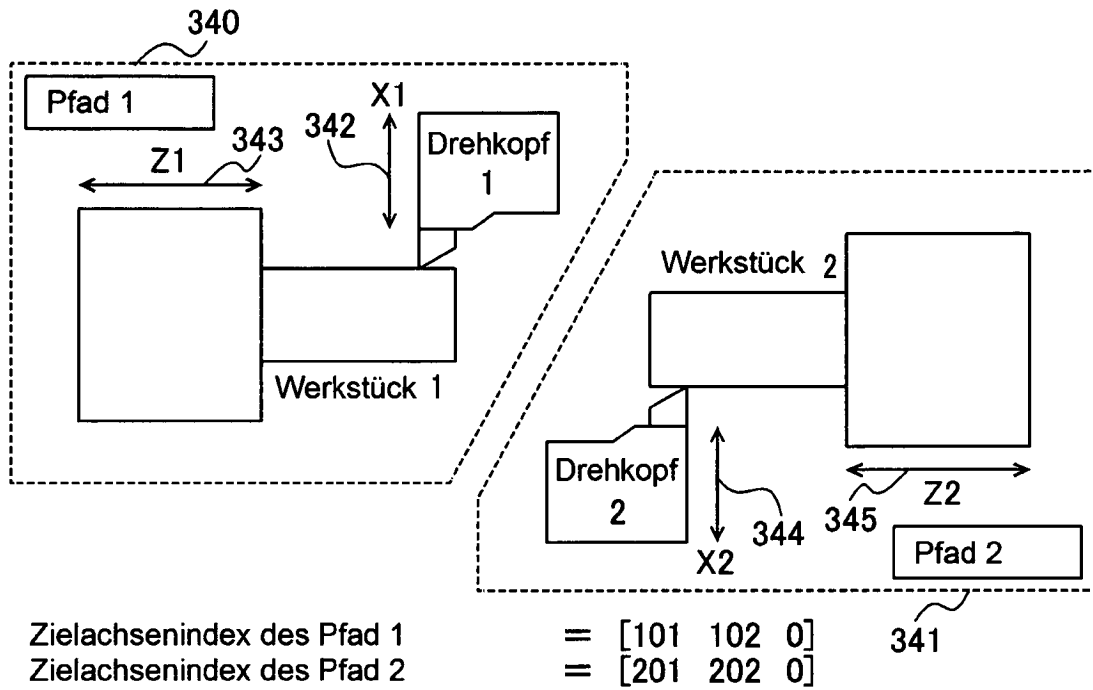 340
Pfad 1
X1
342
343
Z1
Drehkopf
1
Werkstück 1
Werkstück 2
Drehkopf
2
344
X2
345
Z2
Pfad 2
341
Zielachsenindex des Pfad 1 = [101 102 0]
Zielachsenindex des Pfad 2 = [201 202 0]